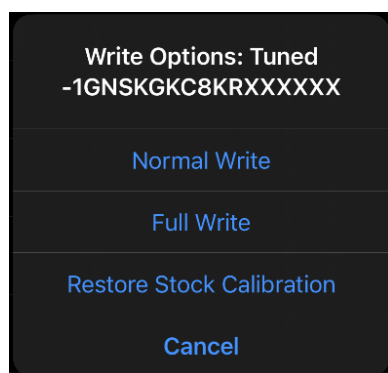 Write Options: Tuned
-1GNSKGKC8KRXXXXXX
Normal Write
Full Write
Restore Stock Calibration
Cancel